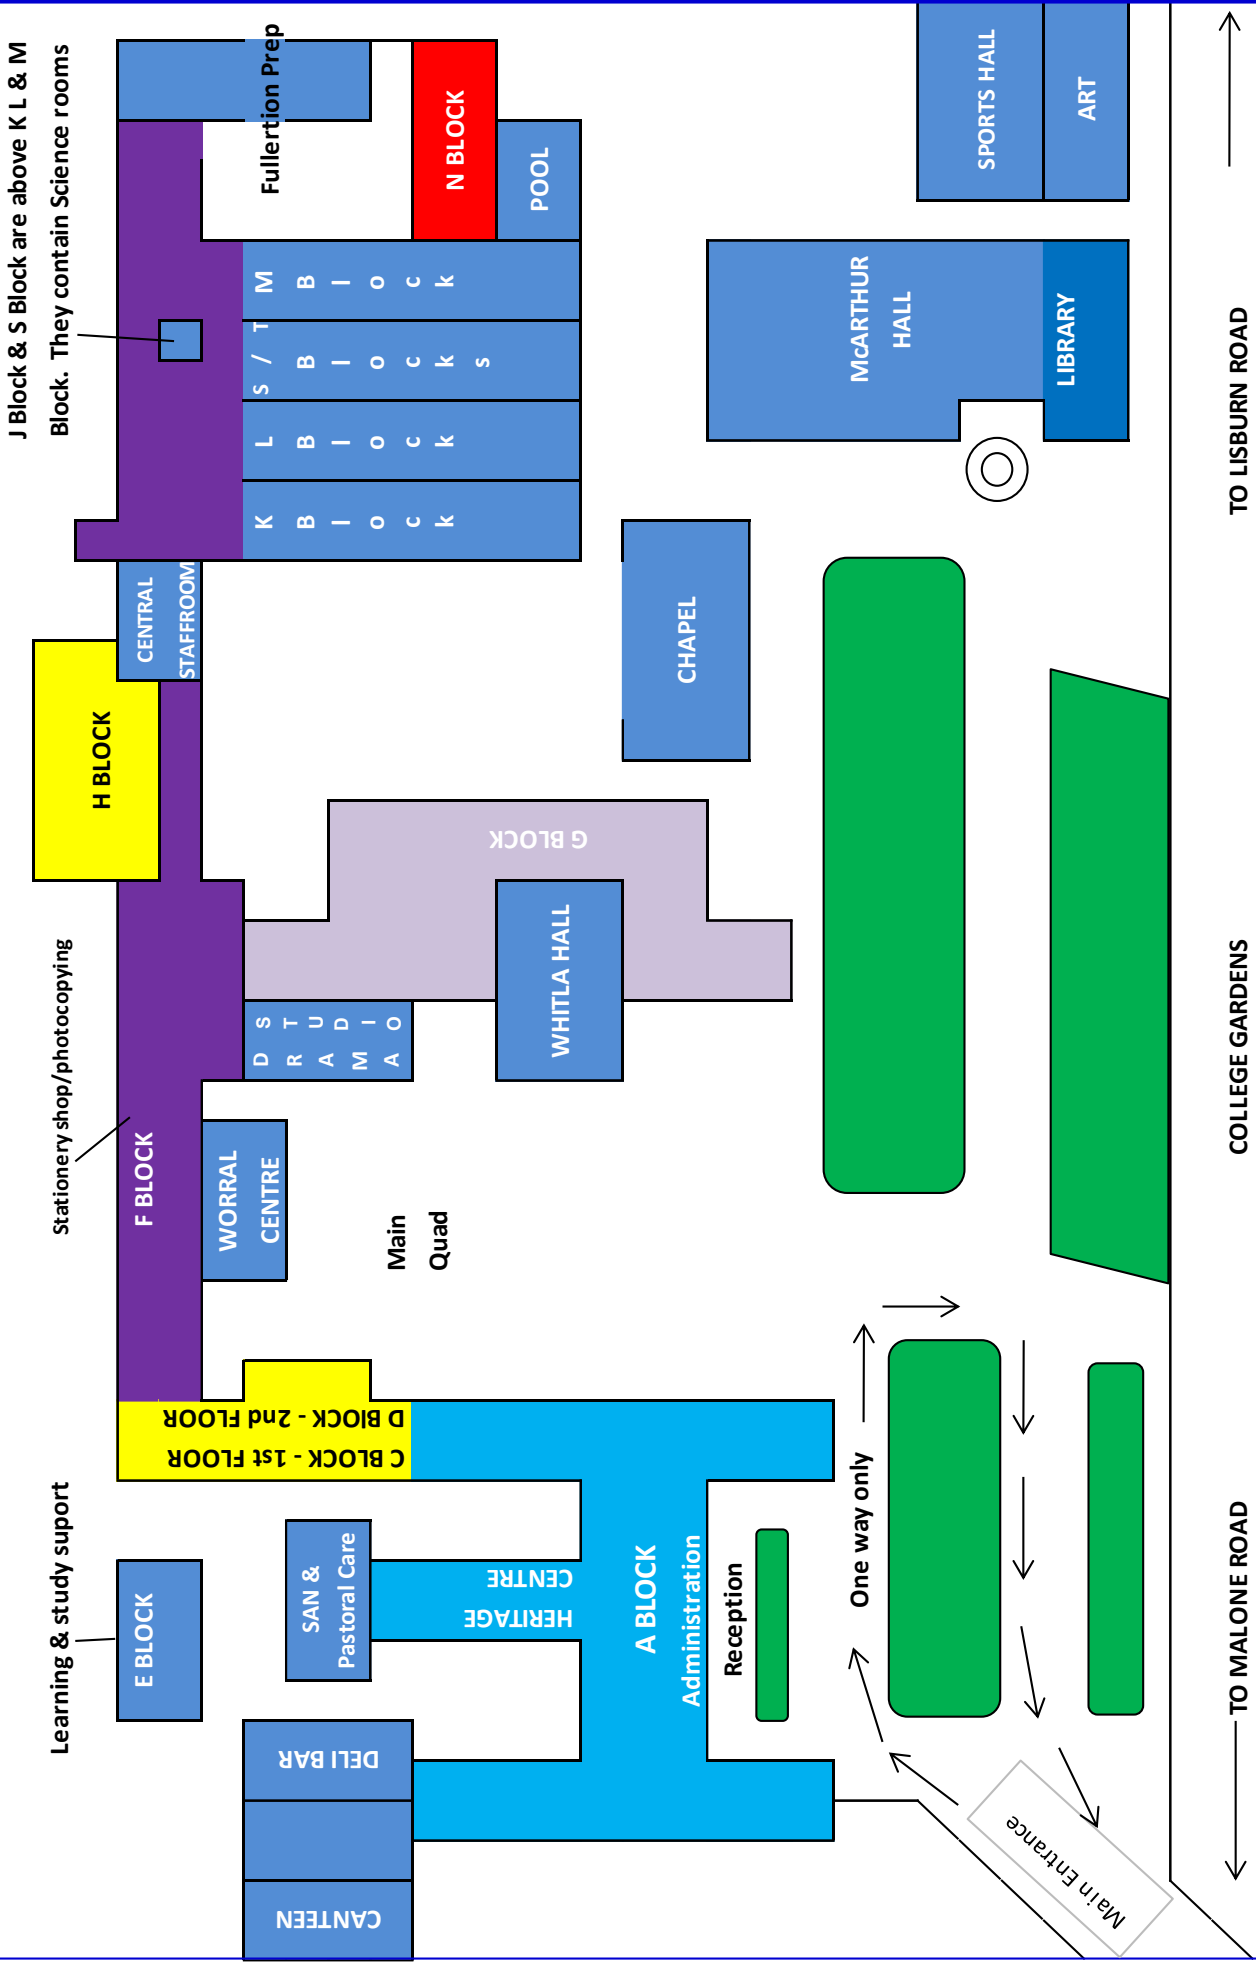 J Block & S Block are above K L & M
Block.  They contain Science rooms
Fullertion Prep
N BLOCK
POOL
SPORTS HALL
ART
M Block
S/T Blocks
L Block
K Block
McARTHUR
HALL
LIBRARY
CENTRAL
STAFFROOM
H BLOCK
CHAPEL
G BLOCK
WHITLA HALL
STUDIO
DRAMA
Stationery shop/photocopying
F BLOCK
WORRAL
CENTRE
Main
Quad
D BlOCK - 2nd FLOOR
C BLOCK - 1st FLOOR
Learning & study suport
E BLOCK
SAN &
Pastoral Care
HERITAGE
CENTRE
A BLOCK
Administration
Reception
DELI BAR
CANTEEN
One way only
Main Entrance
TO MALONE ROAD
COLLEGE GARDENS
TO LISBURN ROAD